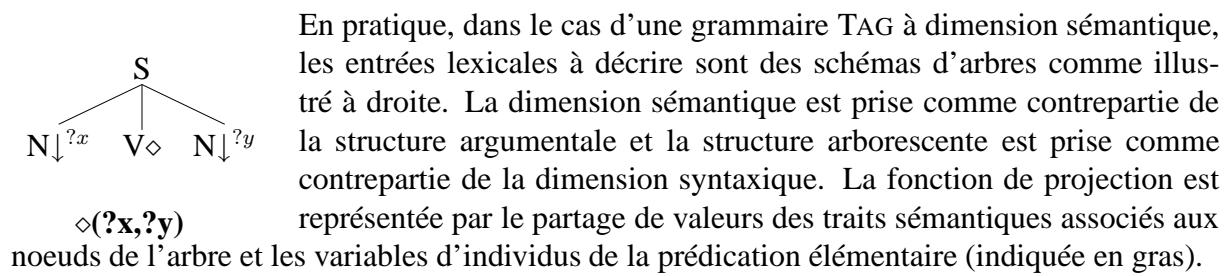 S
N↓?x V⋄ N↓?y
⋄(?x,?y)
En pratique, dans le cas d'une grammaire TAG à dimension sémantique,
les entrées lexicales à décrire sont des schémas d'arbres comme illus-
tré à droite. La dimension sémantique est prise comme contrepartie de
la structure argumentale et la structure arborescente est prise comme
contrepartie de la dimension syntaxique. La fonction de projection est
représentée par le partage de valeurs des traits sémantiques associés aux
noeuds de l'arbre et les variables d'individus de la prédication élémentaire (indiquée en gras).